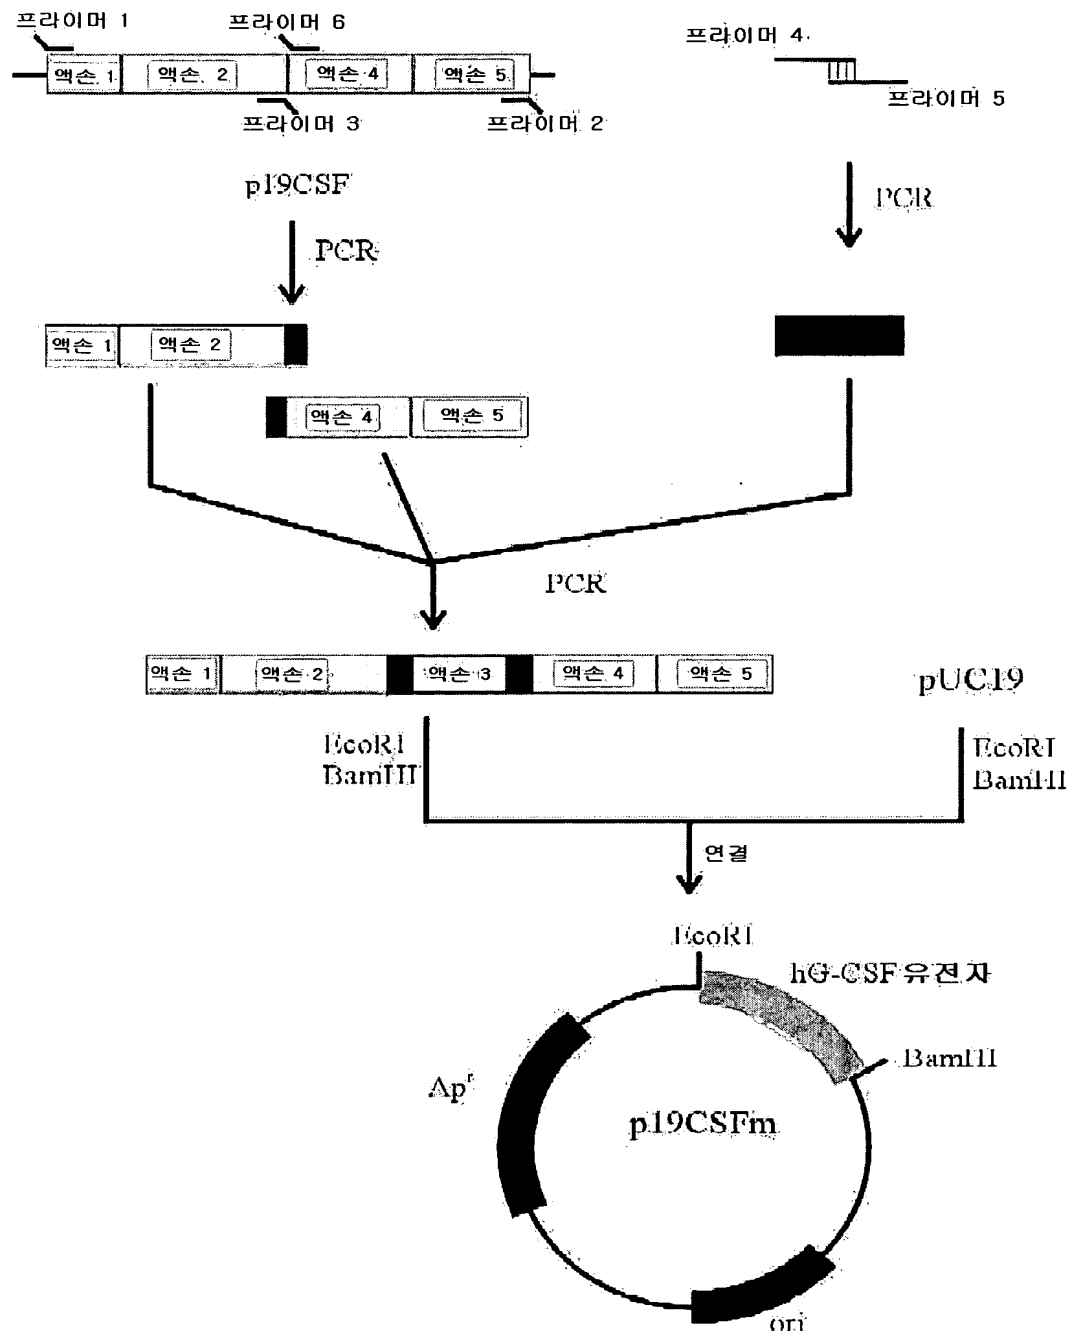 프라이머 1
프라이머 6
프라이머 4
액손 1
액손 2
액손 4
액손 5
프라이머 5
프라이머 3
프라이머 2
p19CSF
PCR
PCR
액손 1
액손 2
액손 4
액손 5
PCR
액손 1
액손 2
액손 3
액손 4
액손 5
pUC19
EcoRI
BamHI
EcoRI
BamHI
연결
EcoRI
hG-CSF 유전자
BamHI
Ap^r
p19CSFm
ori